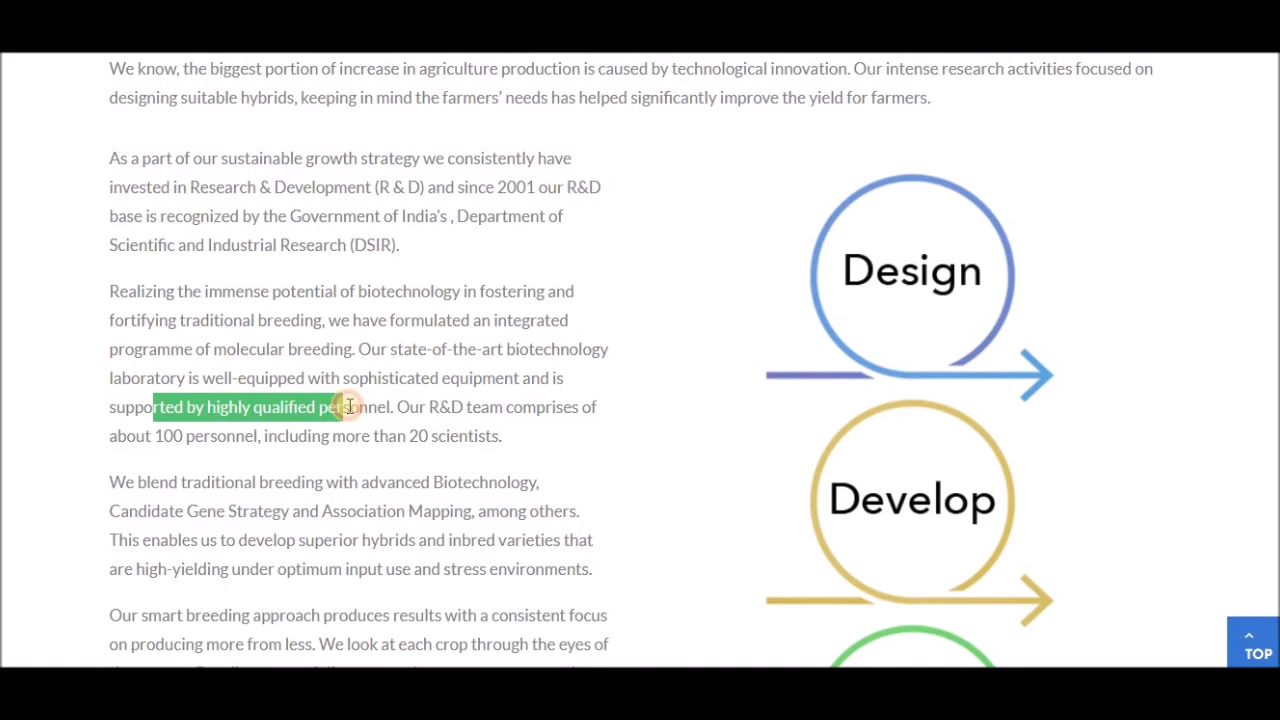 We know, the biggest portion of increase in agriculture production is caused by technological innovation. Our intense research activities focused on
designing suitable hybrids, keeping in mind the farmers' needs has helped significantly improve the yield for farmers.
As a part of our sustainable growth strategy we consistently have
invested in Research & Development (R & D) and since 2001 our R&D
base is recognized by the Government of India's , Department of
Scientific and Industrial Research (DSIR).
Realizing the immense potential of biotechnology in fostering and
fortifying traditional breeding, we have formulated an integrated
programme of molecular breeding. Our state-of-the-art biotechnology
laboratory is well-equipped with sophisticated equipment and is
supported by highly qualified personnel. Our R&D team comprises of
about 100 personnel, including more than 20 scientists.
We blend traditional breeding with advanced Biotechnology,
Candidate Gene Strategy and Association Mapping, among others.
This enables us to develop superior hybrids and inbred varieties that
are high-yielding under optimum input use and stress environments.
Our smart breeding approach produces results with a consistent focus
on producing more from less. We look at each crop through the eyes of
Design
Develop
TOP